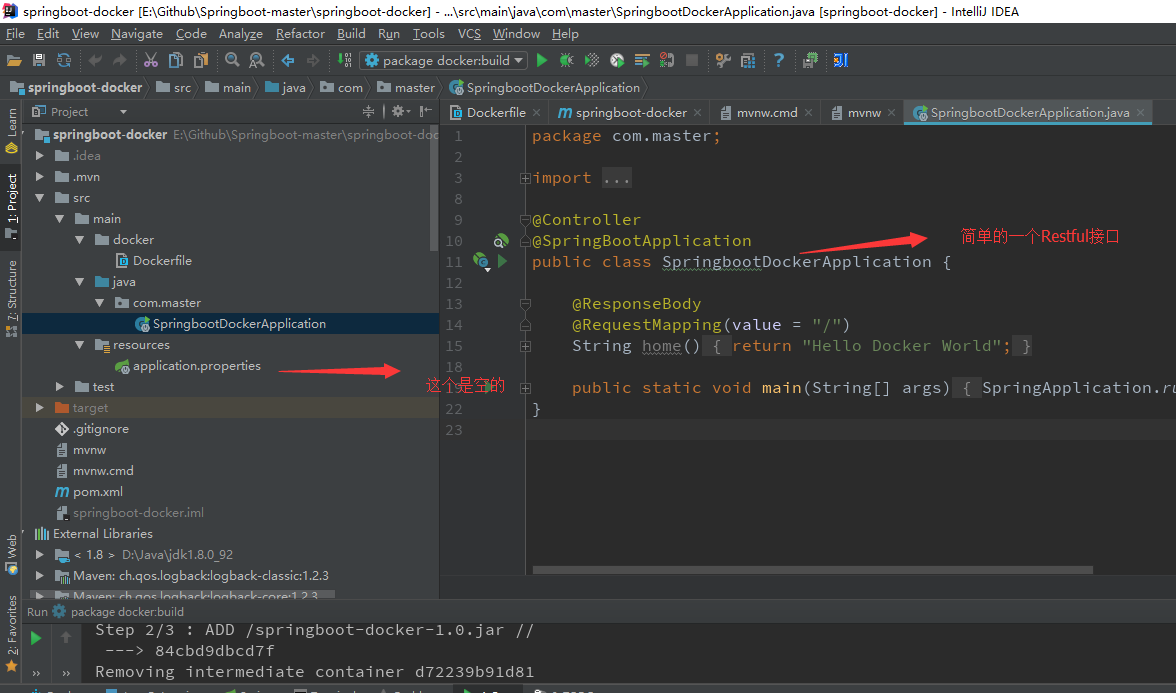 springboot-docker [E:\Github\Springboot-master\springboot-docker] - ...\src\main\java\com\master\SpringbootDockerApplication.java [springboot-docker] - IntelliJ IDEA
File Edit View Navigate Code Analyze Refactor Build Run Tools VCS Window Help
package docker:build
springboot-docker src main java com master SpringbootDockerApplication
Project
Dockerfile springboot-docker mvnw.cmd mvnw SpringbootDockerApplication.java
Learn
1: Project
7: Structure
Web
2: Favorites
springboot-docker E:\Github\Springboot-master\springboot-doc
.idea
.mvn
src
main
docker
Dockerfile
java
com.master
SpringbootDockerApplication
resources
application.properties
这个是空的
test
target
.gitignore
mvnw
mvnw.cmd
pom.xml
springboot-docker.iml
External Libraries
< 1.8 > D:\Java\jdk1.8.0_92
Maven: ch.qos.logback:logback-classic:1.2.3
Maven: ch.qos.logback:logback-core:1.2.3
1 package com.master;
2
3 import ...
8
9 @Controller
10 @SpringBootApplication
简单的一个Restful接口
11 public class SpringbootDockerApplication {
12
13 @ResponseBody
14 @RequestMapping(value = "/")
15 String home() { return "Hello Docker World"; }
18
public static void main(String[] args) { SpringApplication.ru
22 }
23
Run package docker:build
Step 2/3 : ADD /springboot-docker-1.0.jar //
---> 84cbd9dbcd7f
Removing intermediate container d72239b91d81